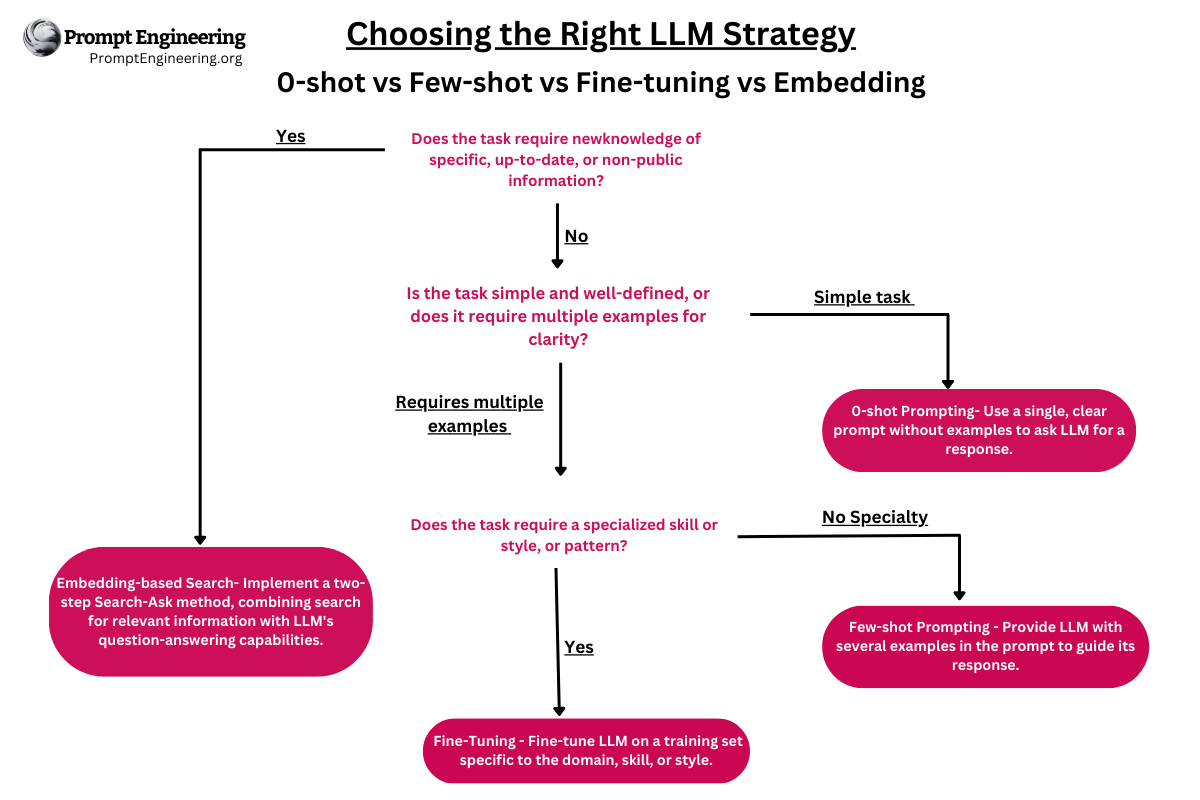 Prompt Engineering
PromptEngineering.org
Choosing the Right LLM Strategy
0-shot vs Few-shot vs Fine-tuning vs Embedding
Yes
Does the task require newknowledge of
specific, up-to-date, or non-public
information?
No
Is the task simple and well-defined, or
does it require multiple examples for
clarity?
Simple task
Requires multiple
examples
0-shot Prompting- Use a single, clear
prompt without examples to ask LLM for a
response.
Does the task require a specialized skill or
style, or pattern?
No Specialty
Embedding-based Search- Implement a two-
step Search-Ask method, combining search
for relevant information with LLM's
question-answering capabilities.
Few-shot Prompting - Provide LLM with
several examples in the prompt to guide its
response.
Yes
Fine-Tuning - Fine-tune LLM on a training set
specific to the domain, skill, or style.